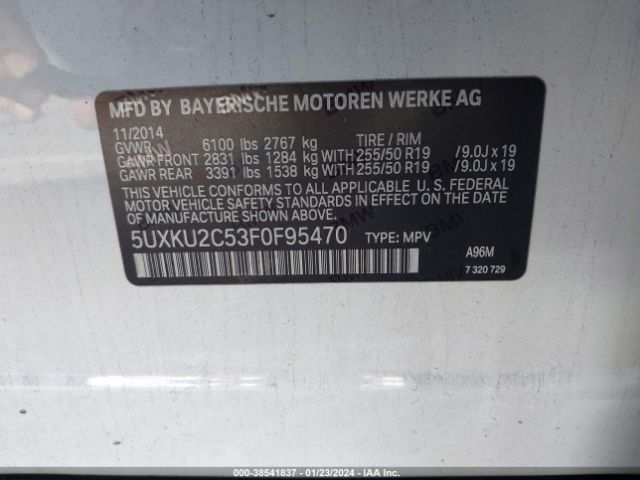 MFD BY BAYERISCHE MOTOREN WERKE AG
11/2014
GVWR 6100 lbs 2767 kg TIRE / RIM
GAWR FRONT 2831 lbs 1284 kg WITH 255/50 R19 / 9.0J x 19
GAWR REAR 3391 lbs 1538 kg WITH 255/50 R19 / 9.0J x 19
THIS VEHICLE CONFORMS TO ALL APPLICABLE U. S. FEDERAL
MOTOR VEHICLE SAFETY STANDARDS IN EFFECT ON THE DATE
OF MANUFACTURE SHOWN ABOVE.
5UXKU2C53F0F95470 TYPE: MPV A96M
7 320 729
000-38541837 - 01/23/2024 - IAA Inc.